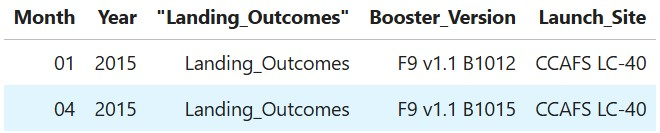 Month Year "Landing_Outcomes" Booster_Version Launch_Site
01 2015 Landing_Outcomes F9 v1.1 B1012 CCAFS LC-40
04 2015 Landing_Outcomes F9 v1.1 B1015 CCAFS LC-40